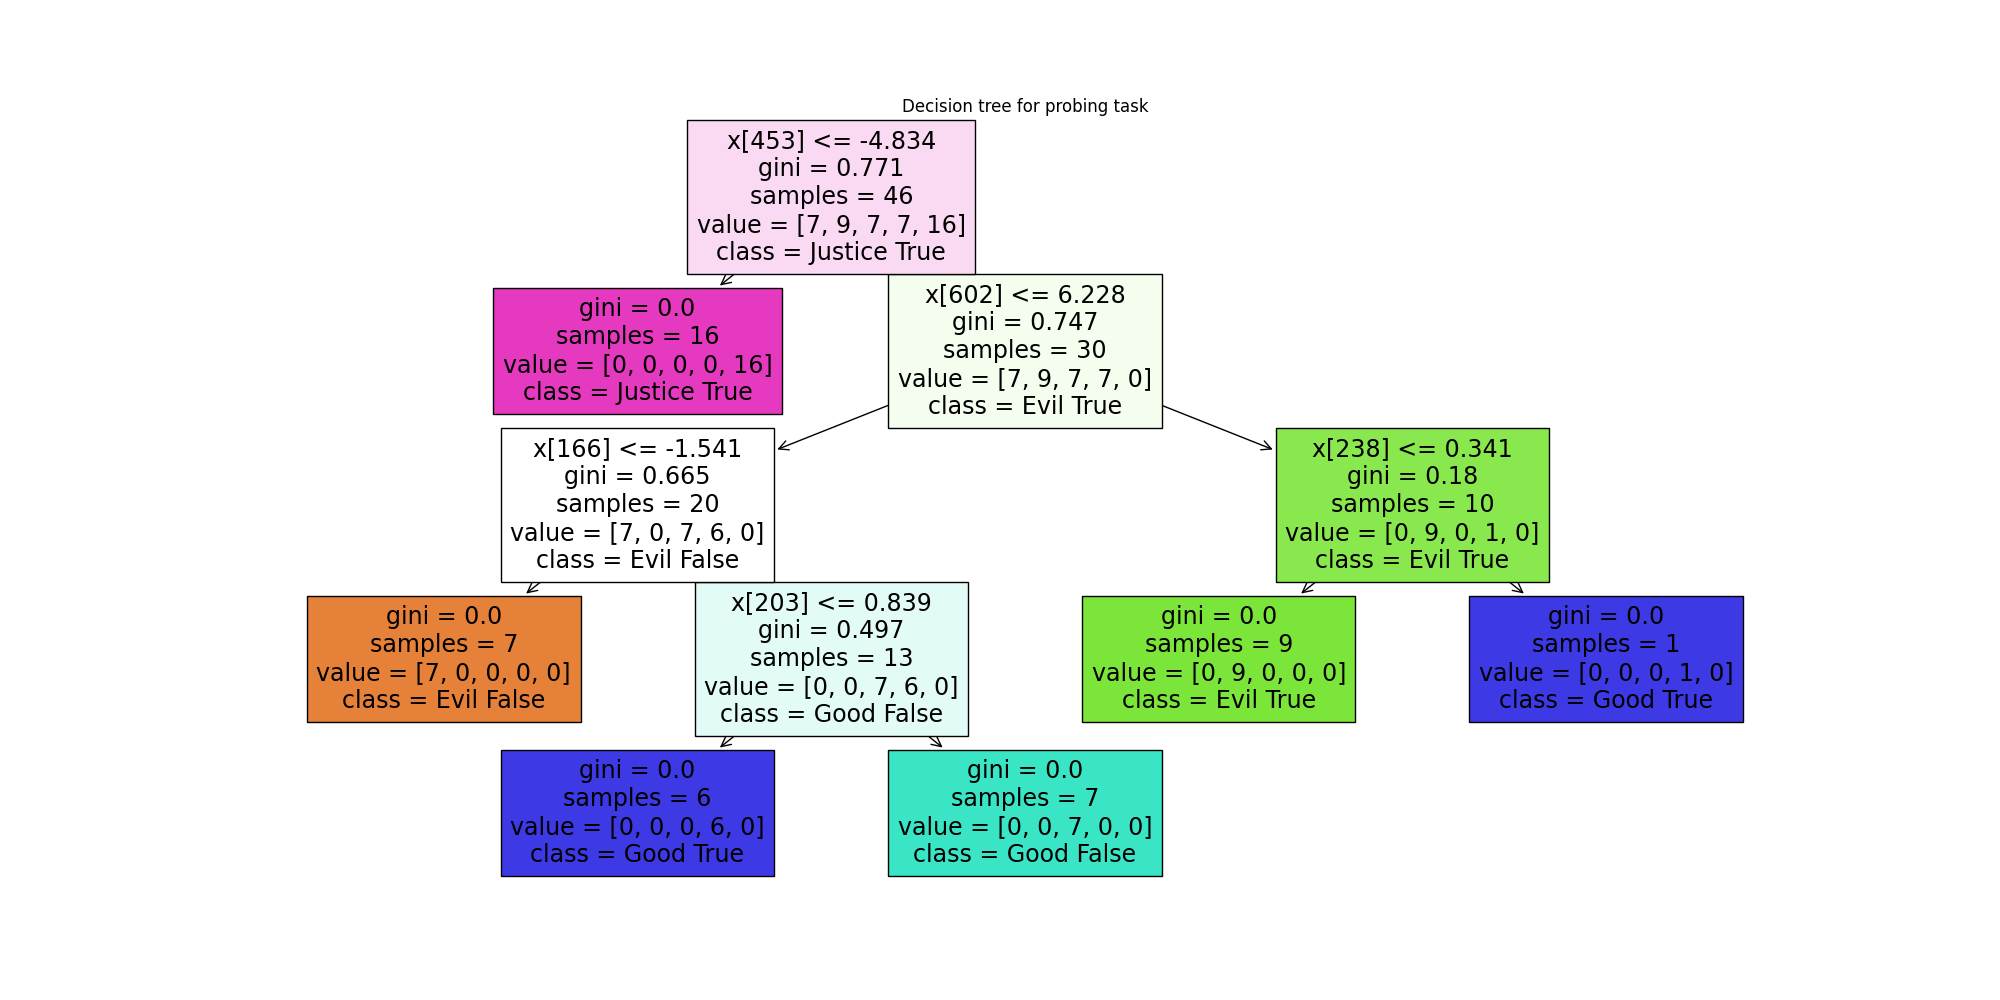 Decision tree for probing task
x[453] <= -4.834
gini = 0.771
samples = 46
value = [7, 9, 7, 7, 16]
class = Justice True
gini = 0.0
samples = 16
value = [0, 0, 0, 0, 16]
class = Justice True
x[602] <= 6.228
gini = 0.747
samples = 30
value = [7, 9, 7, 7, 0]
class = Evil True
x[166] <= -1.541
gini = 0.665
samples = 20
value = [7, 0, 7, 6, 0]
class = Evil False
x[238] <= 0.341
gini = 0.18
samples = 10
value = [0, 9, 0, 1, 0]
class = Evil True
gini = 0.0
samples = 7
value = [7, 0, 0, 0, 0]
class = Evil False
x[203] <= 0.839
gini = 0.497
samples = 13
value = [0, 0, 7, 6, 0]
class = Good False
gini = 0.0
samples = 9
value = [0, 9, 0, 0, 0]
class = Evil True
gini = 0.0
samples = 1
value = [0, 0, 0, 1, 0]
class = Good True
gini = 0.0
samples = 6
value = [0, 0, 0, 6, 0]
class = Good True
gini = 0.0
samples = 7
value = [0, 0, 7, 0, 0]
class = Good False